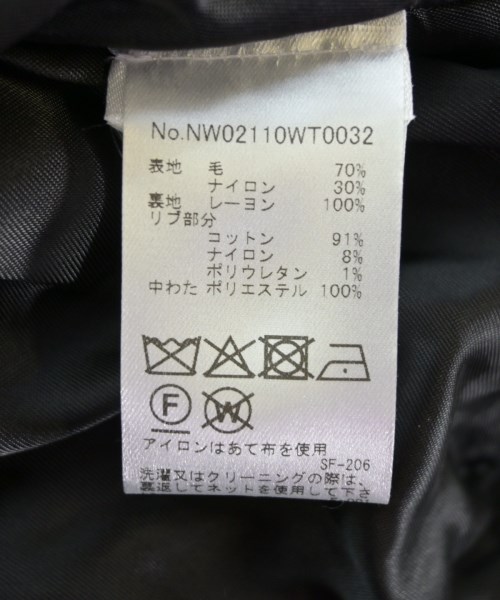 No.NW02110WT0032
表地 毛 70%
ナイロン 30%
裏地 レーヨン 100%
リブ部分
コットン 91%
ナイロン 8%
ポリウレタン 1%
中わた ポリエステル 100%
F W
アイロンはあて布を使用
SF-206
洗濯又はクリーニングの際は、
裏返してネットを使用して下さ